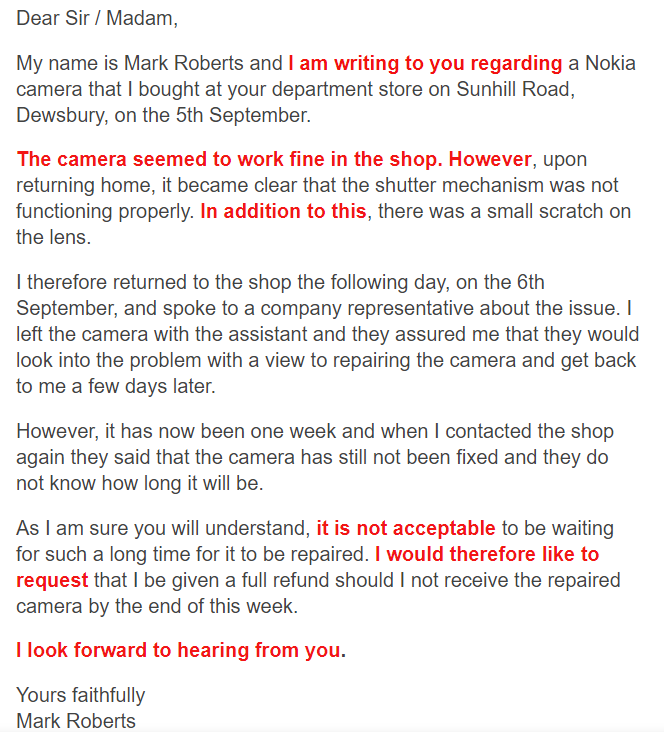 Dear Sir / Madam,
My name is Mark Roberts and I am writing to you regarding a Nokia
camera that I bought at your department store on Sunhill Road,
Dewsbury, on the 5th September.
The camera seemed to work fine in the shop. However, upon
returning home, it became clear that the shutter mechanism was not
functioning properly. In addition to this, there was a small scratch on
the lens.
I therefore returned to the shop the following day, on the 6th
September, and spoke to a company representative about the issue. I
left the camera with the assistant and they assured me that they would
look into the problem with a view to repairing the camera and get back
to me a few days later.
However, it has now been one week and when I contacted the shop
again they said that the camera has still not been fixed and they do
not know how long it will be.
As I am sure you will understand, it is not acceptable to be waiting
for such a long time for it to be repaired. I would therefore like to
request that I be given a full refund should I not receive the repaired
camera by the end of this week.
I look forward to hearing from you.
Yours faithfully
Mark Roberts